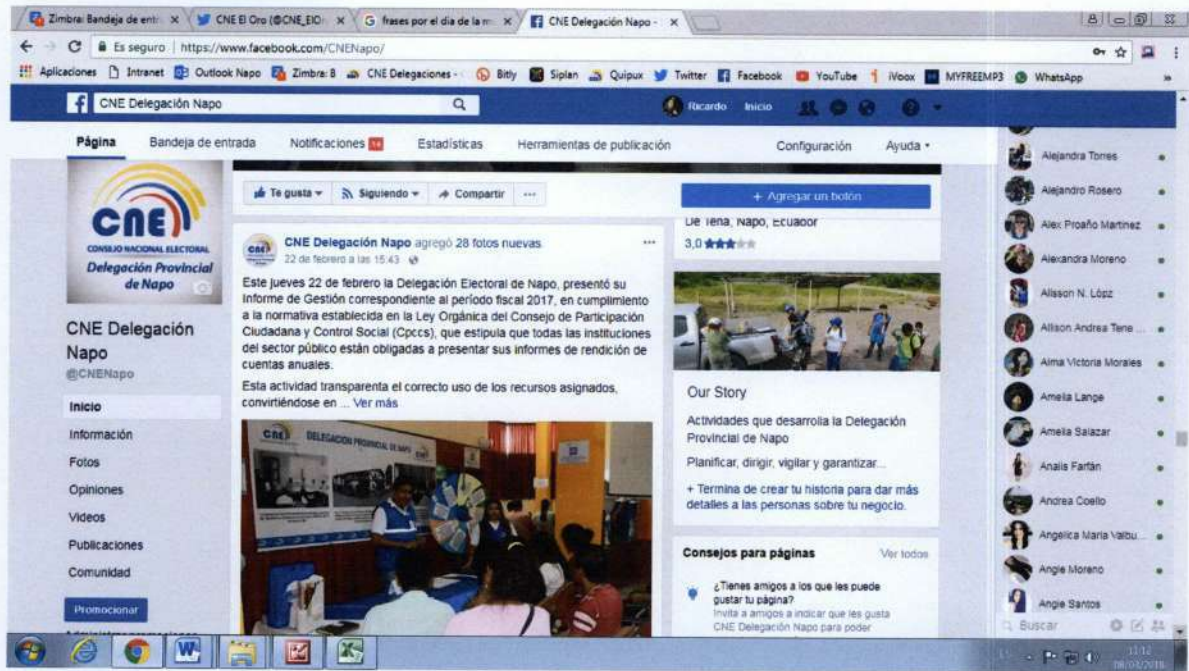 Zimbra: Bandeja de entr
CNE El Oro (@CNE_ElO
frases por el dia de la m
CNE Delegación Napo -
Es seguro | https://www.facebook.com/CNENapo/
Aplicaciones Intranet Outlook Napo Zimbra: B CNE Delegaciones - Bitly Siplan Quipux Twitter Facebook YouTube iVoox MYFREEMP3 WhatsApp »
CNE Delegación Napo
Ricardo Inicio
Página Bandeja de entrada Notificaciones 14 Estadísticas Herramientas de publicación Configuración Ayuda
CNE
CONSEJO NACIONAL ELECTORAL
Delegación Provincial
de Napo
CNE Delegación
Napo
@CNENapo
Inicio
Información
Fotos
Opiniones
Videos
Publicaciones
Comunidad
Promocionar
Te gusta Siguiendo Compartir ...
+ Agregar un botón
CNE Delegación Napo agregó 28 fotos nuevas
22 de febrero a las 15:43
Este jueves 22 de febrero la Delegación Electoral de Napo, presentó su
Informe de Gestión correspondiente al período fiscal 2017, en cumplimiento
a la normativa establecida en la Ley Orgánica del Consejo de Participación
Ciudadana y Control Social (Cpccs), que estipula que todas las instituciones
del sector público están obligadas a presentar sus informes de rendición de
cuentas anuales.
Esta actividad transparenta el correcto uso de los recursos asignados,
convirtiéndose en ... Ver más
CNE
DELEGACIÓN PROVINCIAL DE NAPO
De Tena, Napo, Ecuador
3,0
Our Story
Actividades que desarrolla la Delegación
Provincial de Napo
Planificar, dirigir, vigilar y garantizar...
+ Termina de crear tu historia para dar más
detalles a las personas sobre tu negocio.
Consejos para páginas Ver todos
¿Tienes amigos a los que les puede
gustar tu página?
Invita a amigos a indicar que les gusta
CNE Delegación Napo para poder
Alejandra Torres
Alejandro Rosero
Alex Proaño Martinez
Alexandra Moreno
Alisson N. Lópz
Allison Andrea Tene ...
Alma Victoria Morales
Amelia Lange
Amelia Salazar
Analis Farfán
Andrea Coello
Angelica Maria Valbu...
Angie Moreno
Angie Santos
Buscar
11:12
08/03/2018